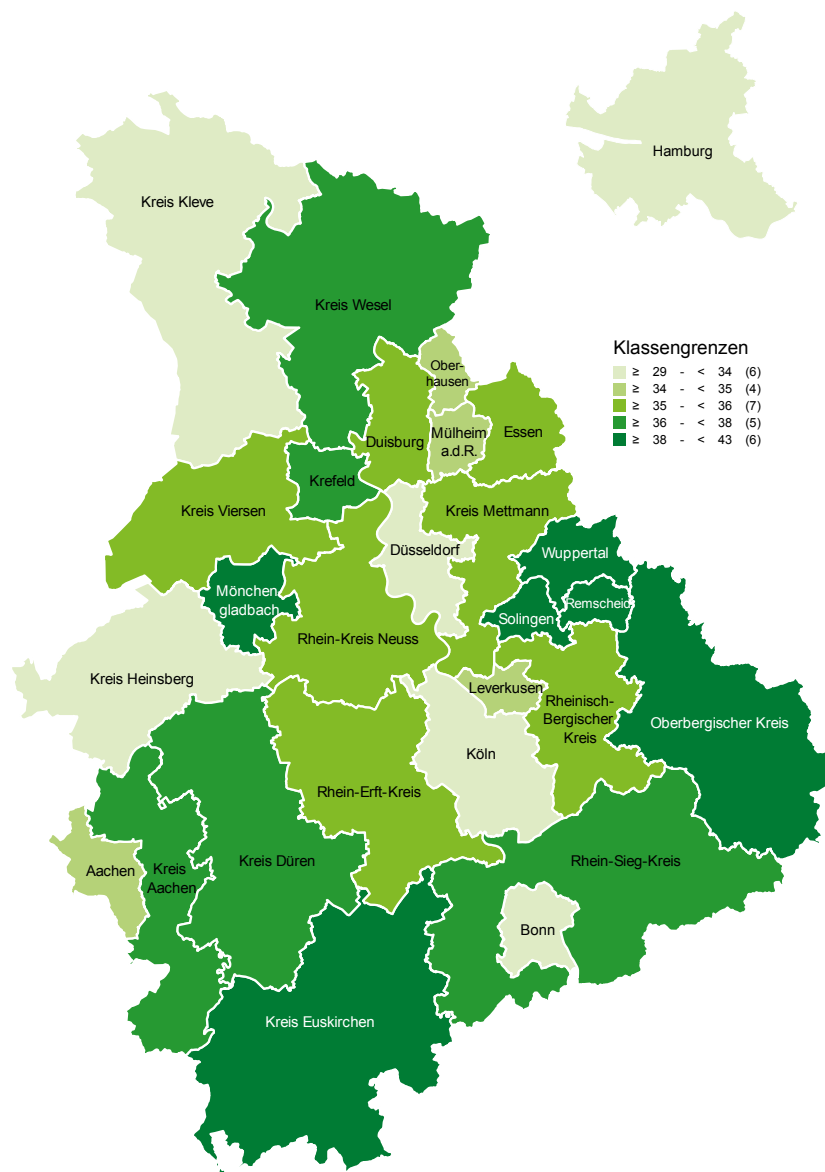 Hamburg
Kreis Kleve
Kreis Wesel
Klassengrenzen
≥ 29 - < 34 (6)
≥ 34 - < 35 (4)
≥ 35 - < 36 (7)
≥ 36 - < 38 (5)
≥ 38 - < 43 (6)
Ober-
hausen
Duisburg
Mülheim
a.d.R.
Essen
Krefeld
Kreis Viersen
Kreis Mettmann
Düsseldorf
Wuppertal
Mönchen
gladbach
Remscheid
Solingen
Rhein-Kreis Neuss
Kreis Heinsberg
Leverkusen
Rheinisch-
Bergischer
Kreis
Oberbergischer Kreis
Köln
Rhein-Erft-Kreis
Kreis Düren
Rhein-Sieg-Kreis
Aachen
Kreis
Aachen
Bonn
Kreis Euskirchen